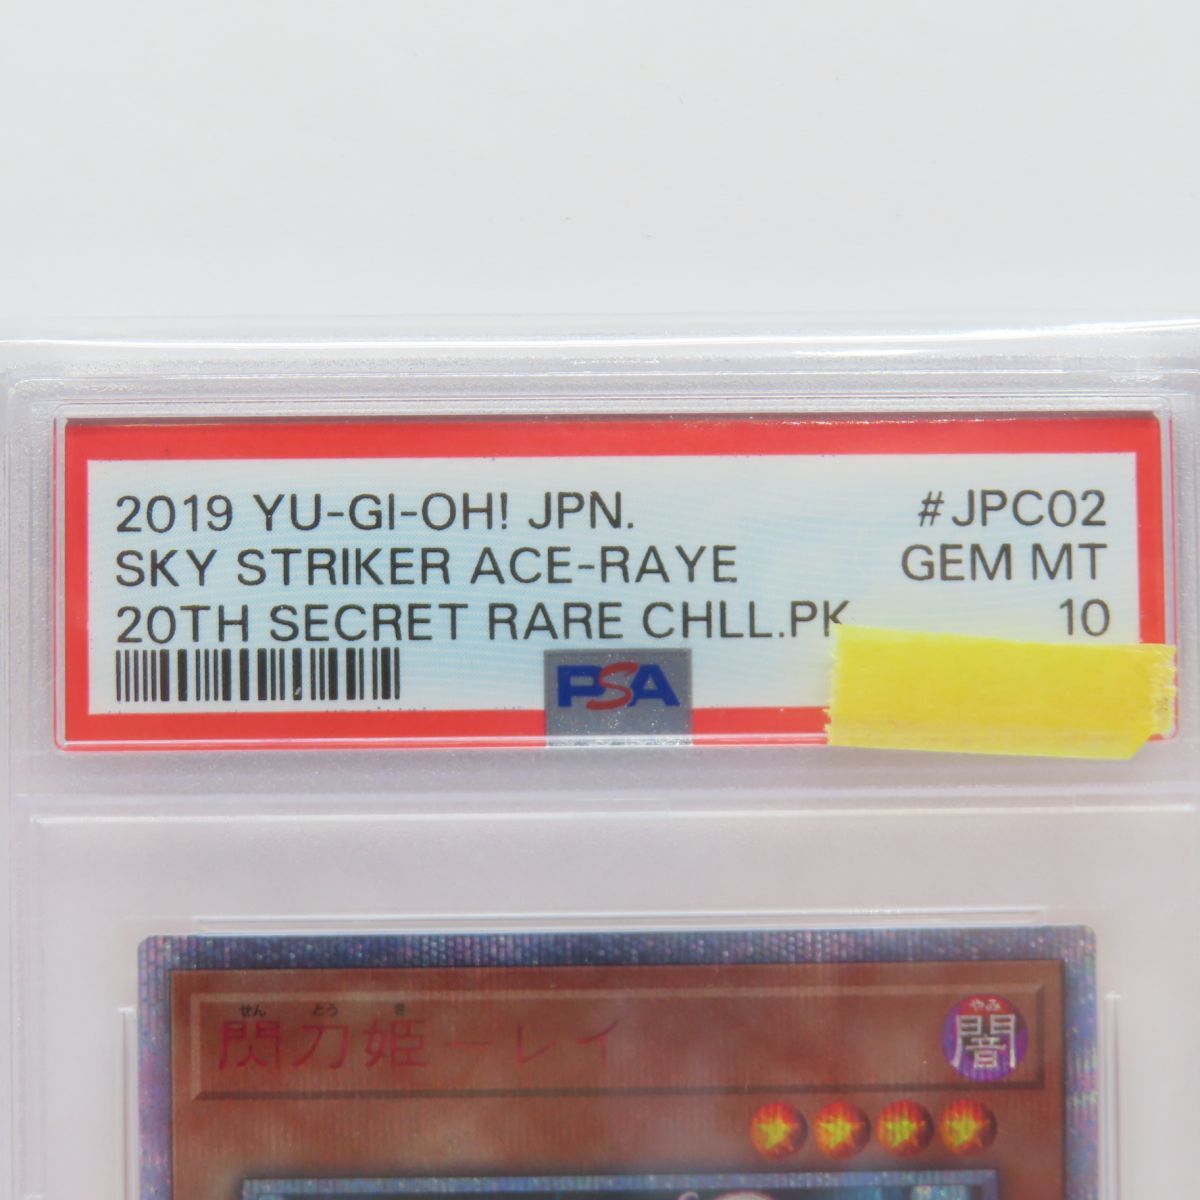 2019 YU-GI-OH! JPN. #JPC02
SKY STRIKER ACE-RAYE GEM MT
20TH SECRET RARE CHLL.PK 10
PSA
せん とう き
閃刀姫－レイ
やみ
闇